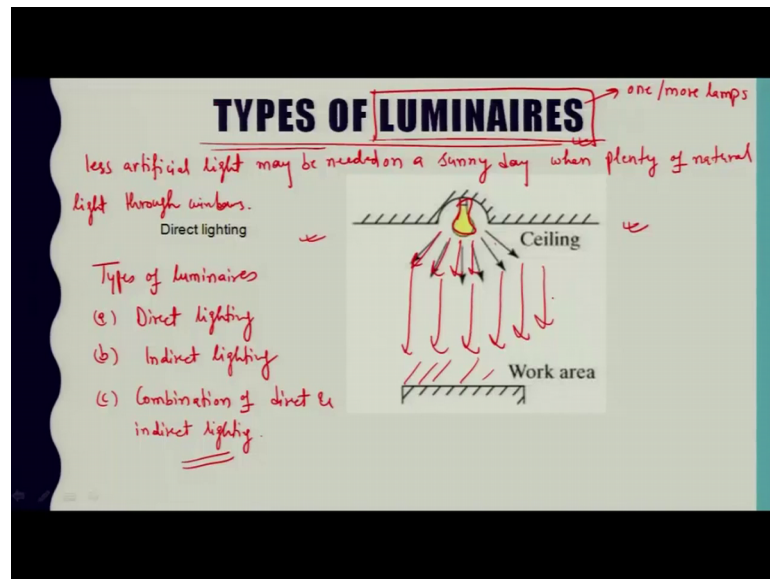 TYPES OF LUMINAIRES
one/more lamps
less artificial light may be needed on a sunny day when plenty of natural
light through windows.
Direct lighting
Ceiling
Types of luminaires
(a) Direct lighting
(b) Indirect lighting
Work area
(c) Combination of direct &
indirect lightig.